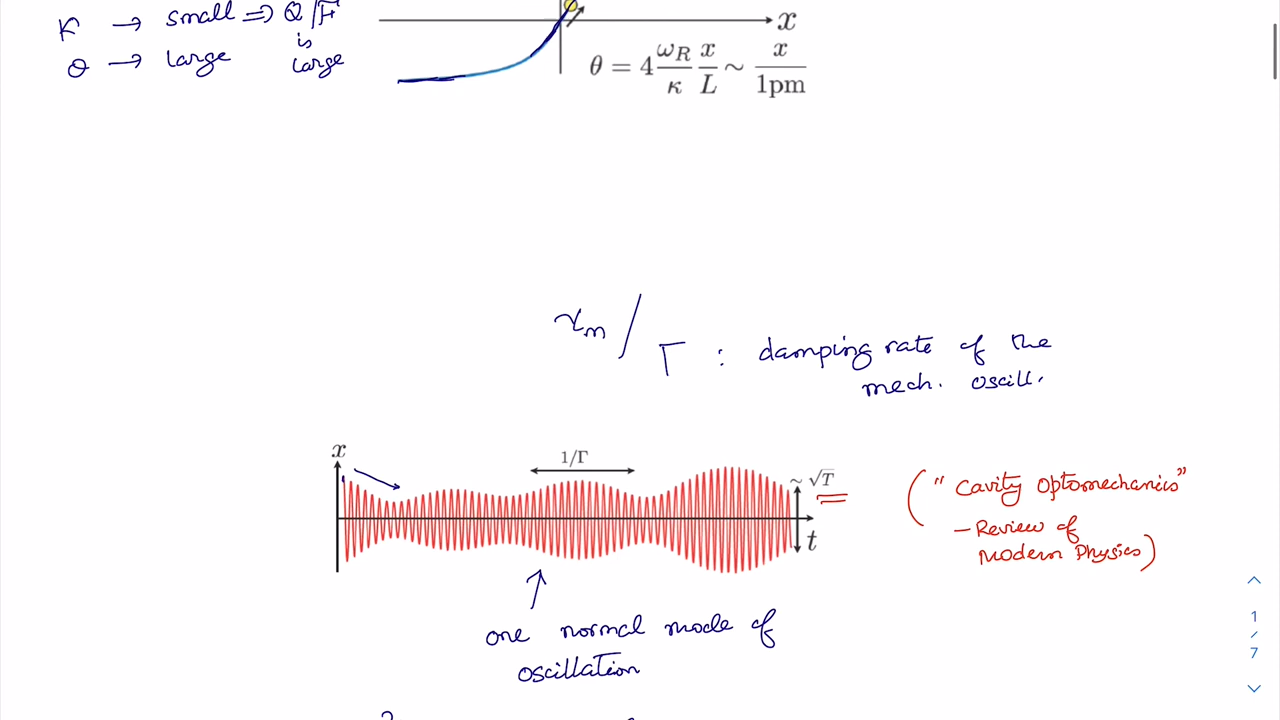 κ → small ⇒ Q/F
is
θ → large large
x
θ = 4 ω_R/κ x/L ~ x/1pm
γ_m / Γ : damping rate of the
mech. oscill.
x
1/Γ
~ √T
t
("Cavity Optomechanics"
- Review of
Modern Physics)
one normal mode of
oscillation
1
/
7